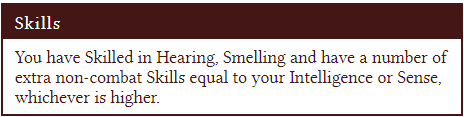 Skills
You have Skilled in Hearing, Smelling and have a number of
extra non-combat Skills equal to your Intelligence or Sense,
whichever is higher.